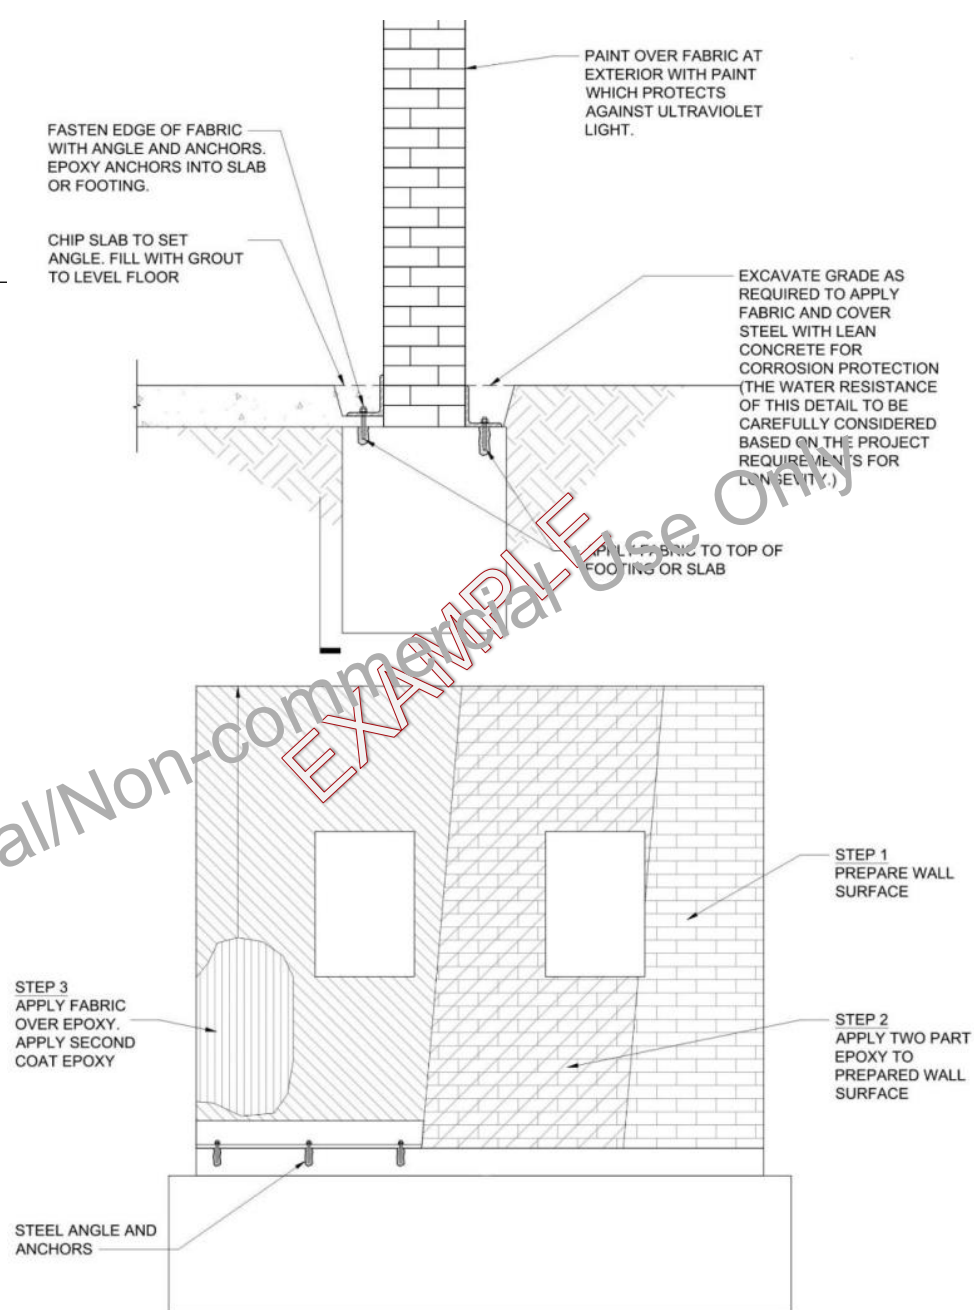 PAINT OVER FABRIC AT
EXTERIOR WITH PAINT
WHICH PROTECTS
AGAINST ULTRAVIOLET
LIGHT.
FASTEN EDGE OF FABRIC
WITH ANGLE AND ANCHORS.
EPOXY ANCHORS INTO SLAB
OR FOOTING.
CHIP SLAB TO SET
ANGLE. FILL WITH GROUT
TO LEVEL FLOOR
EXCAVATE GRADE AS
REQUIRED TO APPLY
FABRIC AND COVER
STEEL WITH LEAN
CONCRETE FOR
CORROSION PROTECTION
(THE WATER RESISTANCE
OF THIS DETAIL TO BE
CAREFULLY CONSIDERED
BASED ON THE PROJECT
REQUIREMENTS FOR
LONGEVITY.)
APPLY FABRIC TO TOP OF
FOOTING OR SLAB
EXAMPLE
al/Non-commercial Use Only
STEP 1
PREPARE WALL
SURFACE
STEP 3
APPLY FABRIC
OVER EPOXY.
APPLY SECOND
COAT EPOXY
STEP 2
APPLY TWO PART
EPOXY TO
PREPARED WALL
SURFACE
STEEL ANGLE AND
ANCHORS